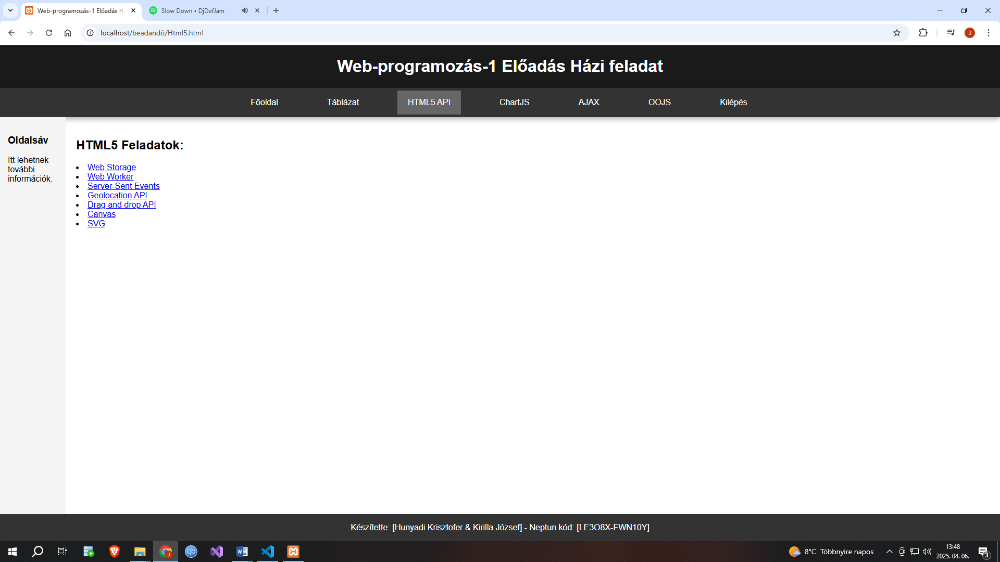 Web-programozás-1 Előadás H
Slow Down • DjDefJam
localhost/beadandó/Html5.html
J
Web-programozás-1 Előadás Házi feladat
Főoldal
Táblázat
HTML5 API
ChartJS
AJAX
OOJS
Kilépés
Oldalsáv
Itt lehetnek
további
információk.
HTML5 Feladatok:
Web Storage
Web Worker
Server-Sent Events
Geolocation API
Drag and drop API
Canvas
SVG
Készítette: [Hunyadi Krisztofer & Kirilla József] - Neptun kód: [LE3O8X-FWN10Y]
J
qb
W
8°C Többnyire napos
13:48
2025. 04. 06.
3